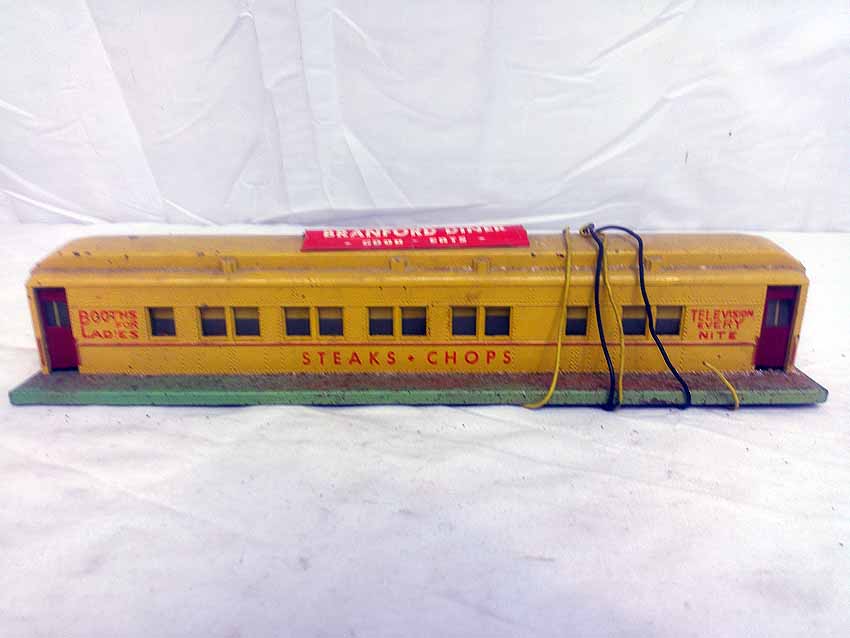 BRANFORD DINER
- GOOD - EATS -
BOOTHS
FOR
LADIES
TELEVISION
EVERY
NITE
STEAKS • CHOPS